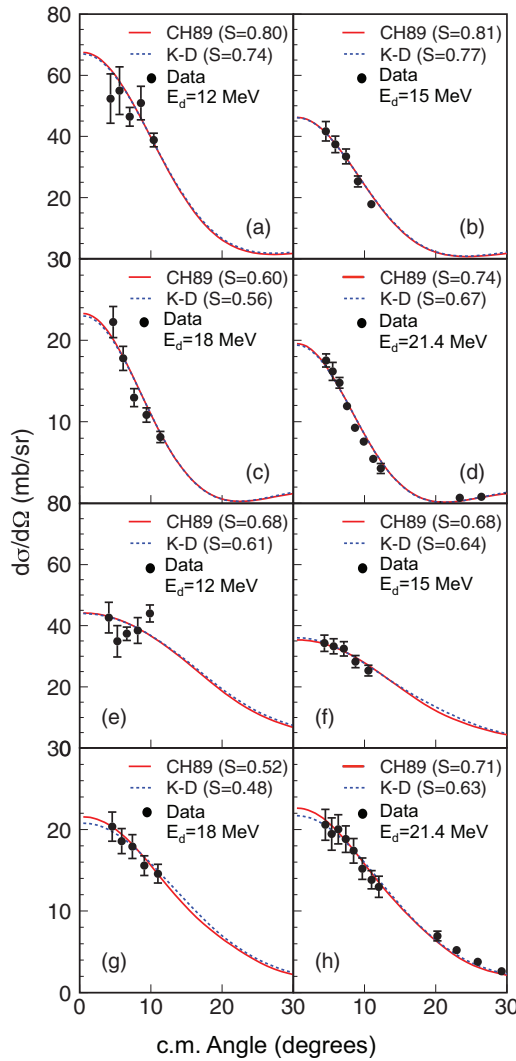 80
60
40
20
30
20
10
80
60
40
20
30
20
10
0
dσ/dΩ (mb/sr)
CH89 (S=0.80)
K-D (S=0.74)
Data
E_d=12 MeV
(a)
CH89 (S=0.81)
K-D (S=0.77)
Data
E_d=15 MeV
(b)
CH89 (S=0.60)
K-D (S=0.56)
Data
E_d=18 MeV
(c)
CH89 (S=0.74)
K-D (S=0.67)
Data
E_d=21.4 MeV
(d)
CH89 (S=0.68)
K-D (S=0.61)
Data
E_d=12 MeV
(e)
CH89 (S=0.68)
K-D (S=0.64)
Data
E_d=15 MeV
(f)
CH89 (S=0.52)
K-D (S=0.48)
Data
E_d=18 MeV
(g)
CH89 (S=0.71)
K-D (S=0.63)
Data
E_d=21.4 MeV
(h)
0 10 20 30 10 20 30
c.m. Angle (degrees)